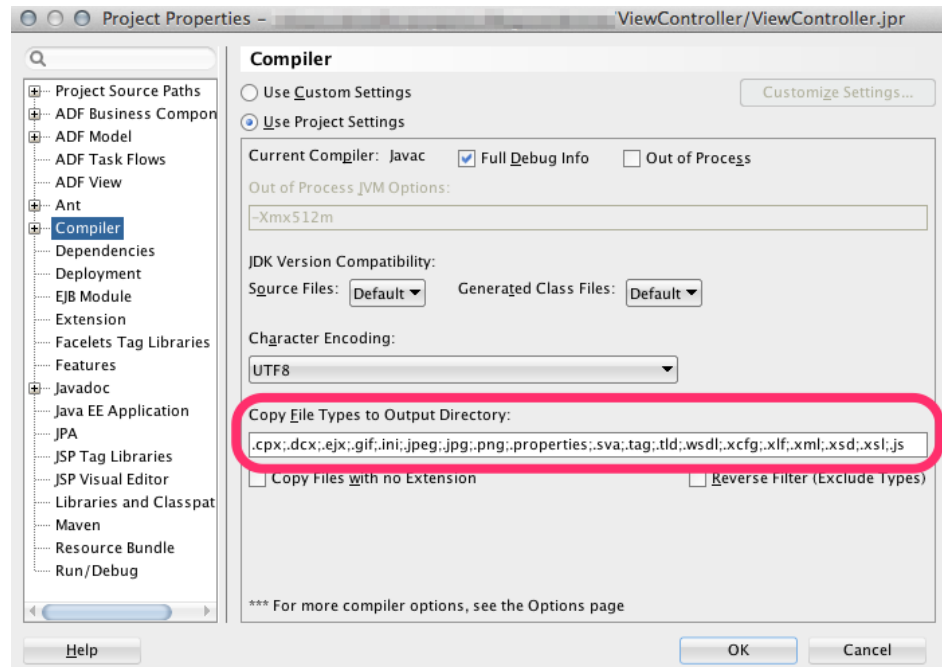 Project Properties –
/ViewController/ViewController.jpr
Compiler
Project Source Paths
ADF Business Compon
ADF Model
ADF Task Flows
ADF View
Ant
Compiler
Dependencies
Deployment
EJB Module
Extension
Facelets Tag Libraries
Features
Javadoc
Java EE Application
JPA
JSP Tag Libraries
JSP Visual Editor
Libraries and Classpat
Maven
Resource Bundle
Run/Debug
Use Custom Settings
Customize Settings...
Use Project Settings
Current Compiler: Javac
Full Debug Info
Out of Process
Out of Process JVM Options:
-Xmx512m
JDK Version Compatibility:
Source Files: Default
Generated Class Files: Default
Character Encoding:
UTF8
Copy File Types to Output Directory:
.cpx;.dcx;.ejx;.gif;.ini;.jpeg;.jpg;.png;.properties;.sva;.tag;.tld;.wsdl;.xcfg;.xlf;.xml;.xsd;.xsl;.js
Copy Files with no Extension
Reverse Filter (Exclude Types)
*** For more compiler options, see the Options page
Help
OK
Cancel